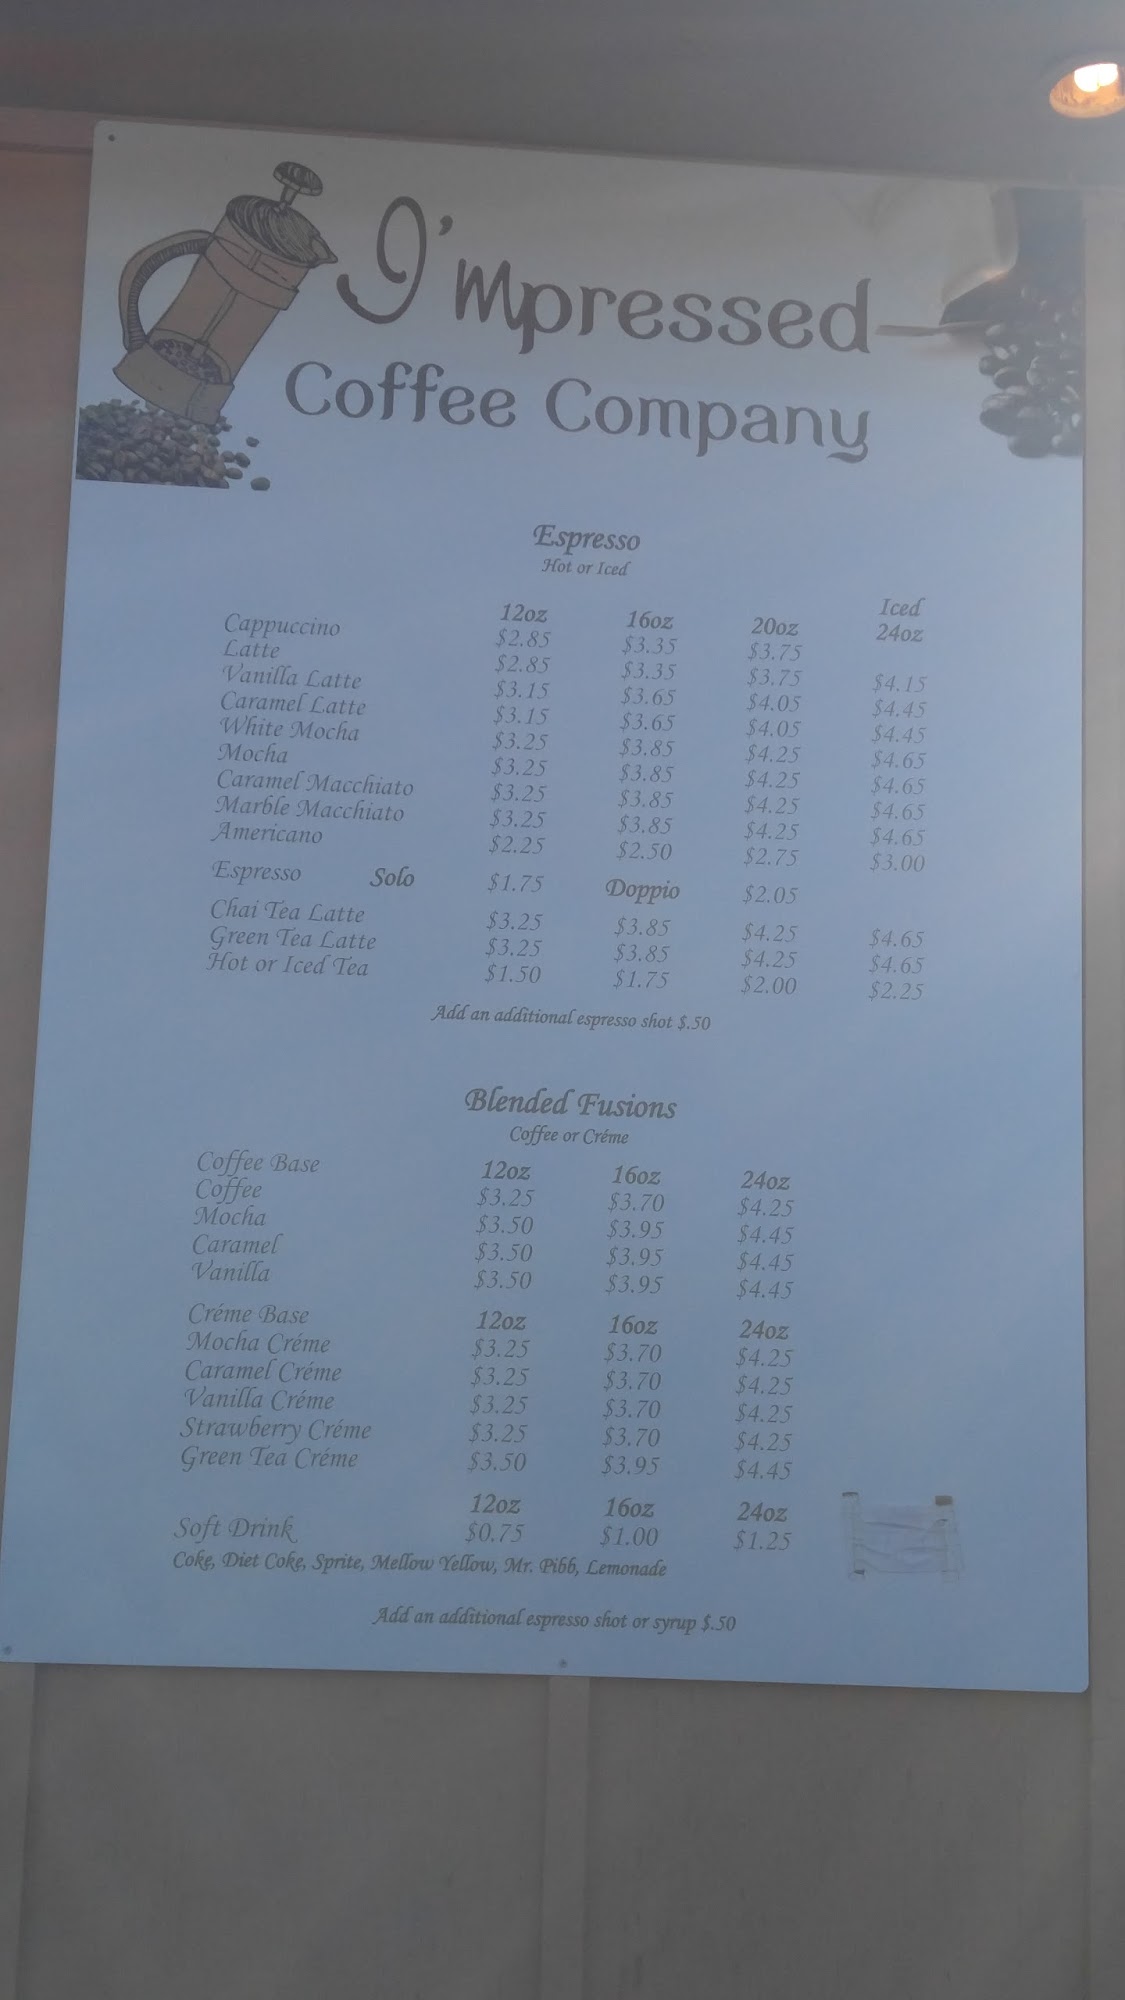 I'mpressed
Coffee Company
Espresso
Hot or Iced
Iced
12oz 16oz 20oz 24oz
Cappuccino $2.85 $3.35 $3.75
Latte $2.85 $3.35 $3.75 $4.15
Vanilla Latte $3.15 $3.65 $4.05 $4.45
Caramel Latte $3.15 $3.65 $4.05 $4.45
White Mocha $3.25 $3.85 $4.25 $4.65
Mocha $3.25 $3.85 $4.25 $4.65
Caramel Macchiato $3.25 $3.85 $4.25 $4.65
Marble Macchiato $3.25 $3.85 $4.25 $4.65
Americano $2.25 $2.50 $2.75 $3.00
Espresso Solo $1.75 Doppio $2.05
Chai Tea Latte $3.25 $3.85 $4.25 $4.65
Green Tea Latte $3.25 $3.85 $4.25 $4.65
Hot or Iced Tea $1.50 $1.75 $2.00 $2.25
Add an additional espresso shot $.50
Blended Fusions
Coffee or Créme
Coffee Base 12oz 16oz 24oz
Coffee $3.25 $3.70 $4.25
Mocha $3.50 $3.95 $4.45
Caramel $3.50 $3.95 $4.45
Vanilla $3.50 $3.95 $4.45
Créme Base 12oz 16oz 24oz
Mocha Créme $3.25 $3.70 $4.25
Caramel Créme $3.25 $3.70 $4.25
Vanilla Créme $3.25 $3.70 $4.25
Strawberry Créme $3.25 $3.70 $4.25
Green Tea Créme $3.50 $3.95 $4.45
12oz 16oz 24oz
Soft Drink $0.75 $1.00 $1.25
Coke, Diet Coke, Sprite, Mellow Yellow, Mr. Pibb, Lemonade
Add an additional espresso shot or syrup $.50